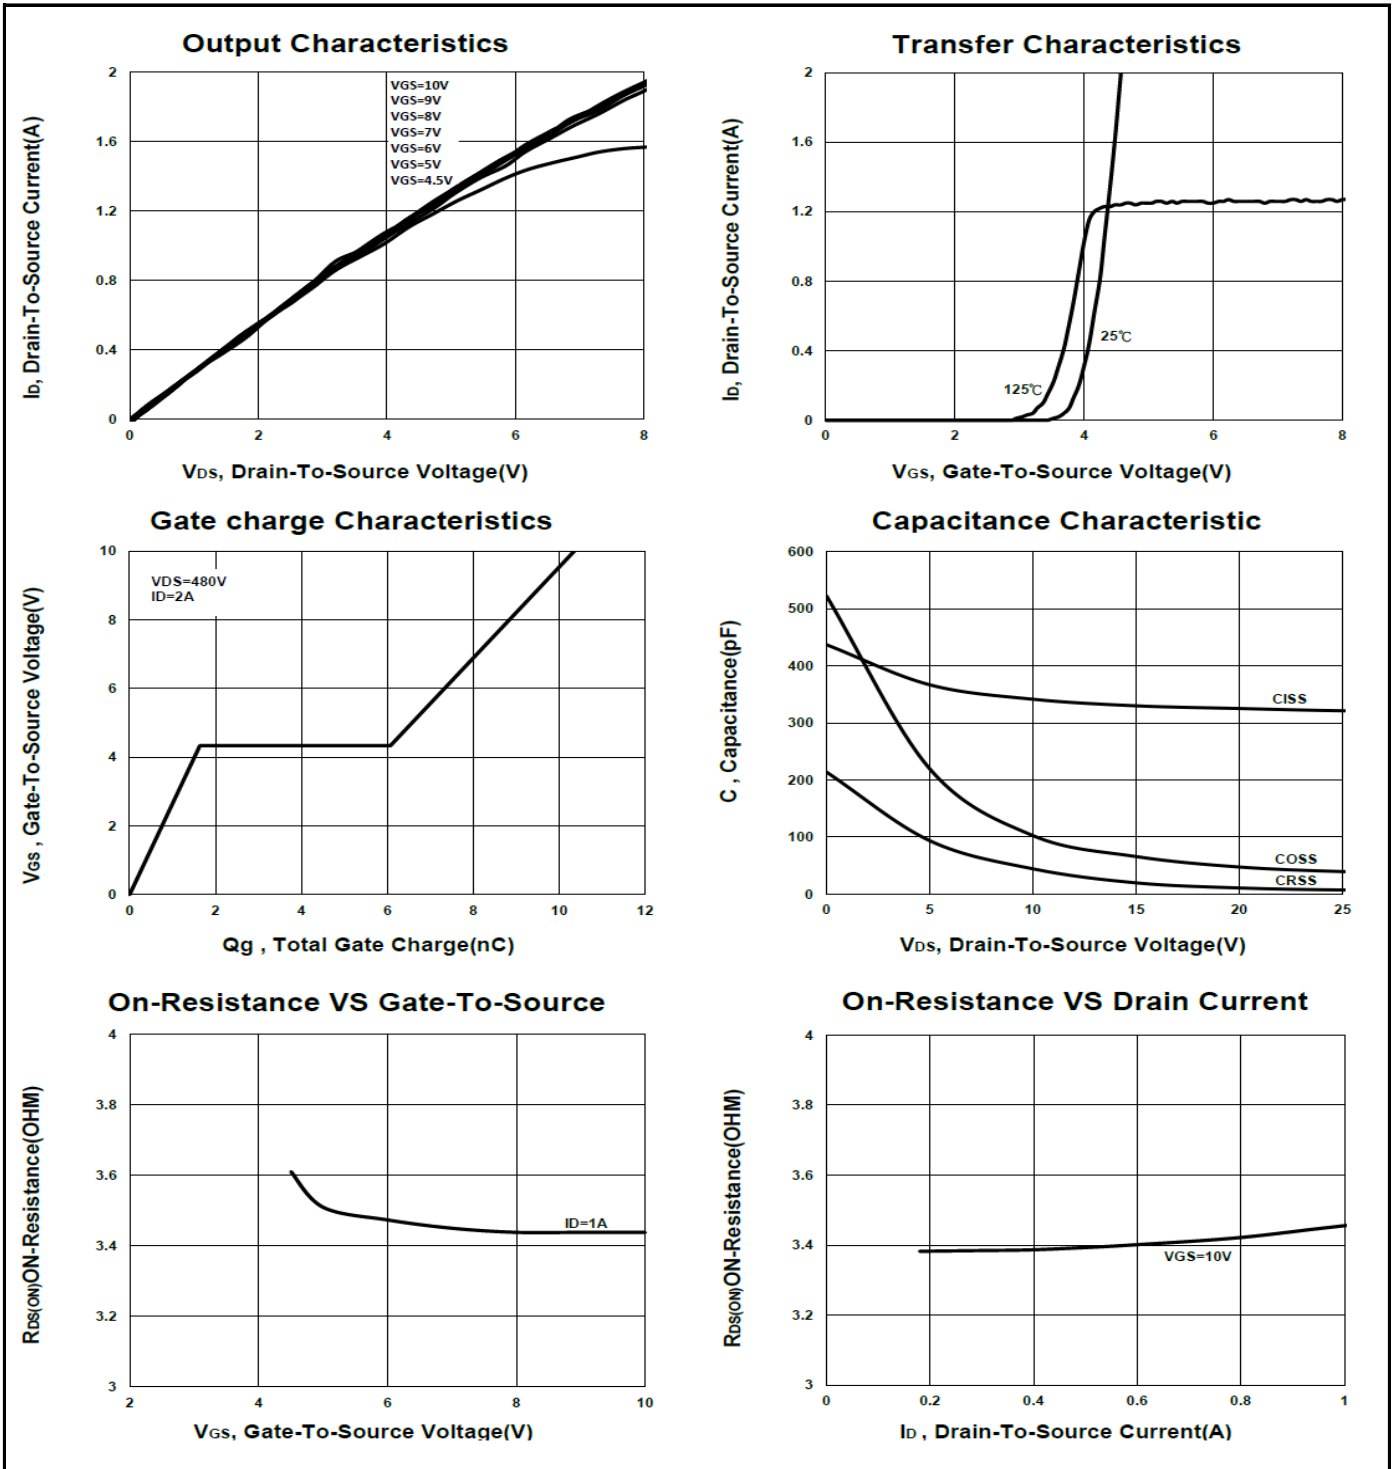 Output Characteristics
ID, Drain-To-Source Current(A)
2
1.6
1.2
0.8
0.4
0
VGS=10V
VGS=9V
VGS=8V
VGS=7V
VGS=6V
VGS=5V
VGS=4.5V
0 2 4 6 8
VDS, Drain-To-Source Voltage(V)
Transfer Characteristics
ID, Drain-To-Source Current(A)
2
1.6
1.2
0.8
0.4
0
25℃
125℃
0 2 4 6 8
VGS, Gate-To-Source Voltage(V)
Gate charge Characteristics
VGS , Gate-To-Source Voltage(V)
10
8
6
4
2
0
VDS=480V
ID=2A
0 2 4 6 8 10 12
Qg , Total Gate Charge(nC)
Capacitance Characteristic
C , Capacitance(pF)
600
500
400
300
200
100
0
CISS
COSS
CRSS
0 5 10 15 20 25
VDS, Drain-To-Source Voltage(V)
On-Resistance VS Gate-To-Source
RDS(ON)ON-Resistance(OHM)
4
3.8
3.6
3.4
3.2
3
ID=1A
2 4 6 8 10
VGS, Gate-To-Source Voltage(V)
On-Resistance VS Drain Current
RDS(ON)ON-Resistance(OHM)
4
3.8
3.6
3.4
3.2
3
VGS=10V
0 0.2 0.4 0.6 0.8 1
ID , Drain-To-Source Current(A)